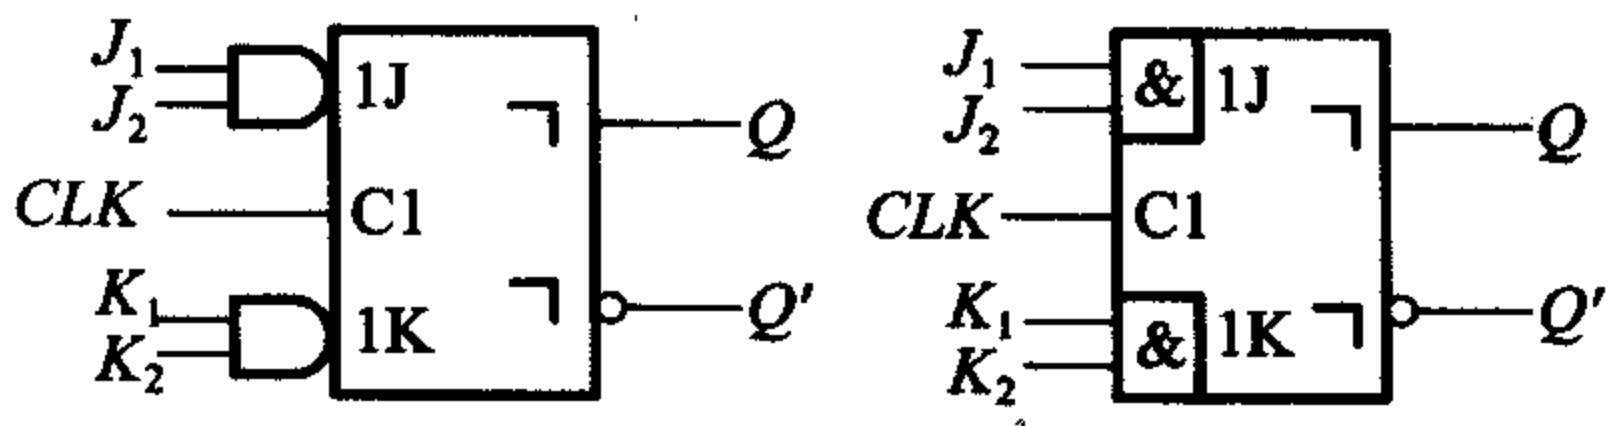 J₁
J₂
1J
Q
CLK
C1
K₁
K₂
1K
Q'
J₁
J₂
&
1J
Q
CLK
C1
K₁
K₂
&
1K
Q'